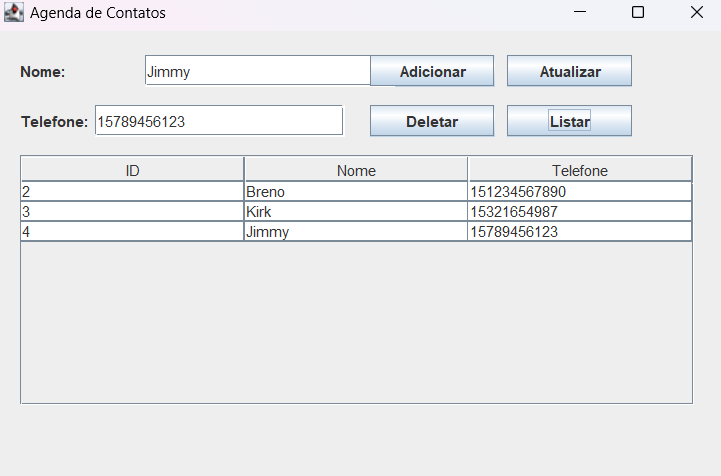 Agenda de Contatos
Nome: Jimmy Adicionar Atualizar
Telefone: 15789456123 Deletar Listar
ID Nome Telefone
2 Breno 151234567890
3 Kirk 15321654987
4 Jimmy 15789456123